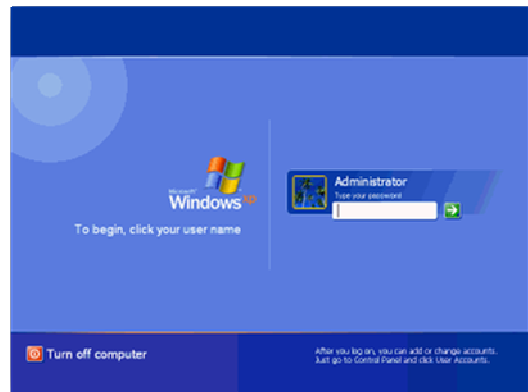 Microsoft
Windows xp
To begin, click your user name
Administrator
Type your password
Turn off computer
After you log on, you can add or change accounts.
Just go to Control Panel and click User Accounts.